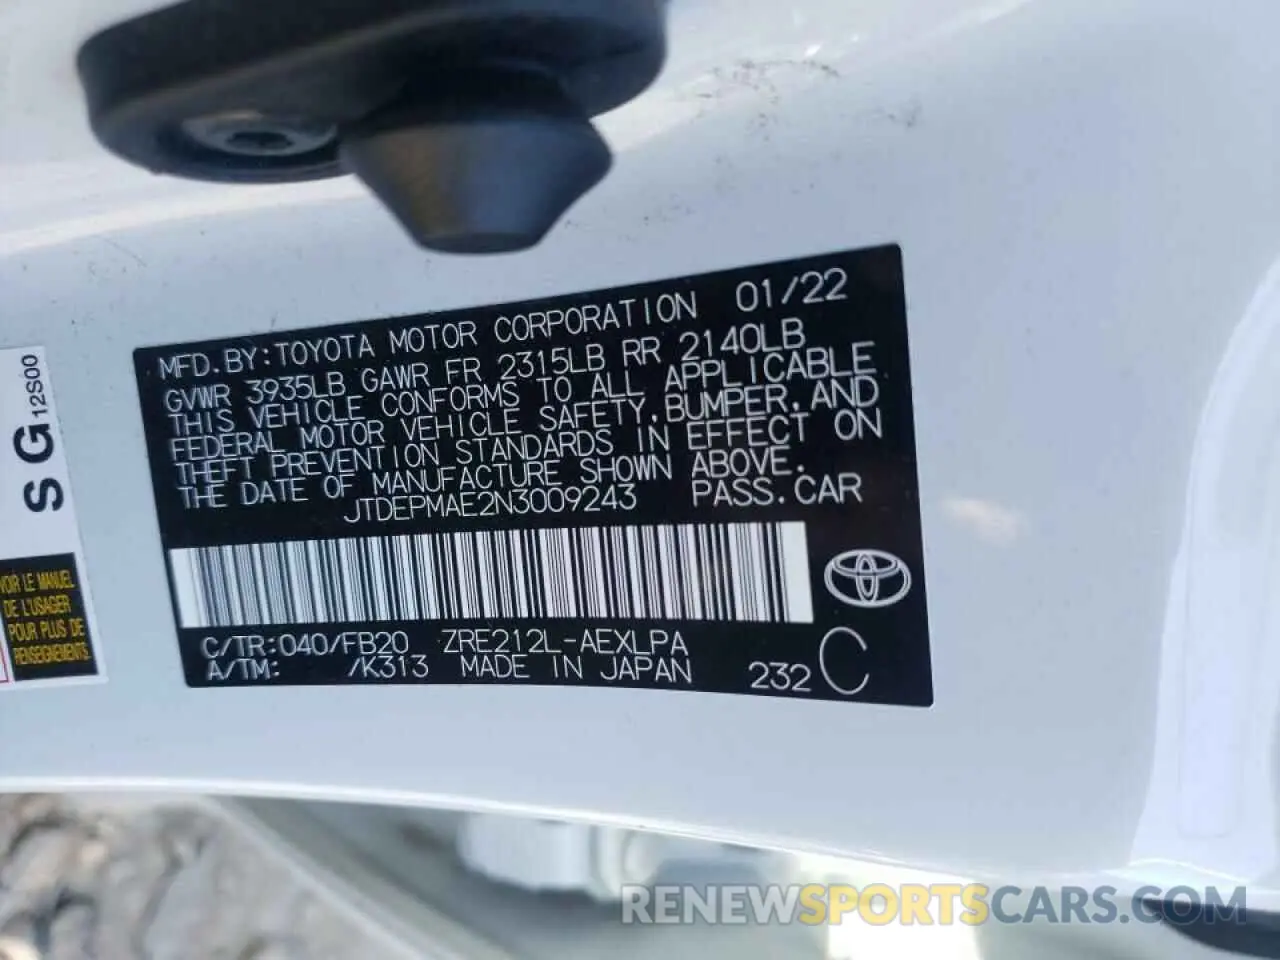 MFD.BY:TOYOTA MOTOR CORPORATION 01/22
GVWR 3935LB GAWR FR 2315LB RR 2140LB
THIS VEHICLE CONFORMS TO ALL APPLICABLE
FEDERAL MOTOR VEHICLE SAFETY,BUMPER,AND
THEFT PREVENTION STANDARDS IN EFFECT ON
THE DATE OF MANUFACTURE SHOWN ABOVE.
JTDEPMAE2N3009243 PASS.CAR
C/TR:040/FB20 ZRE212L-AEXLPA
A/TM: /K313 MADE IN JAPAN 232 C
S G 12S00
VOIR LE MANUEL
DE L'USAGER
POUR PLUS DE
RENSEIGNEMENTS
RENEWSPORTSCARS.COM